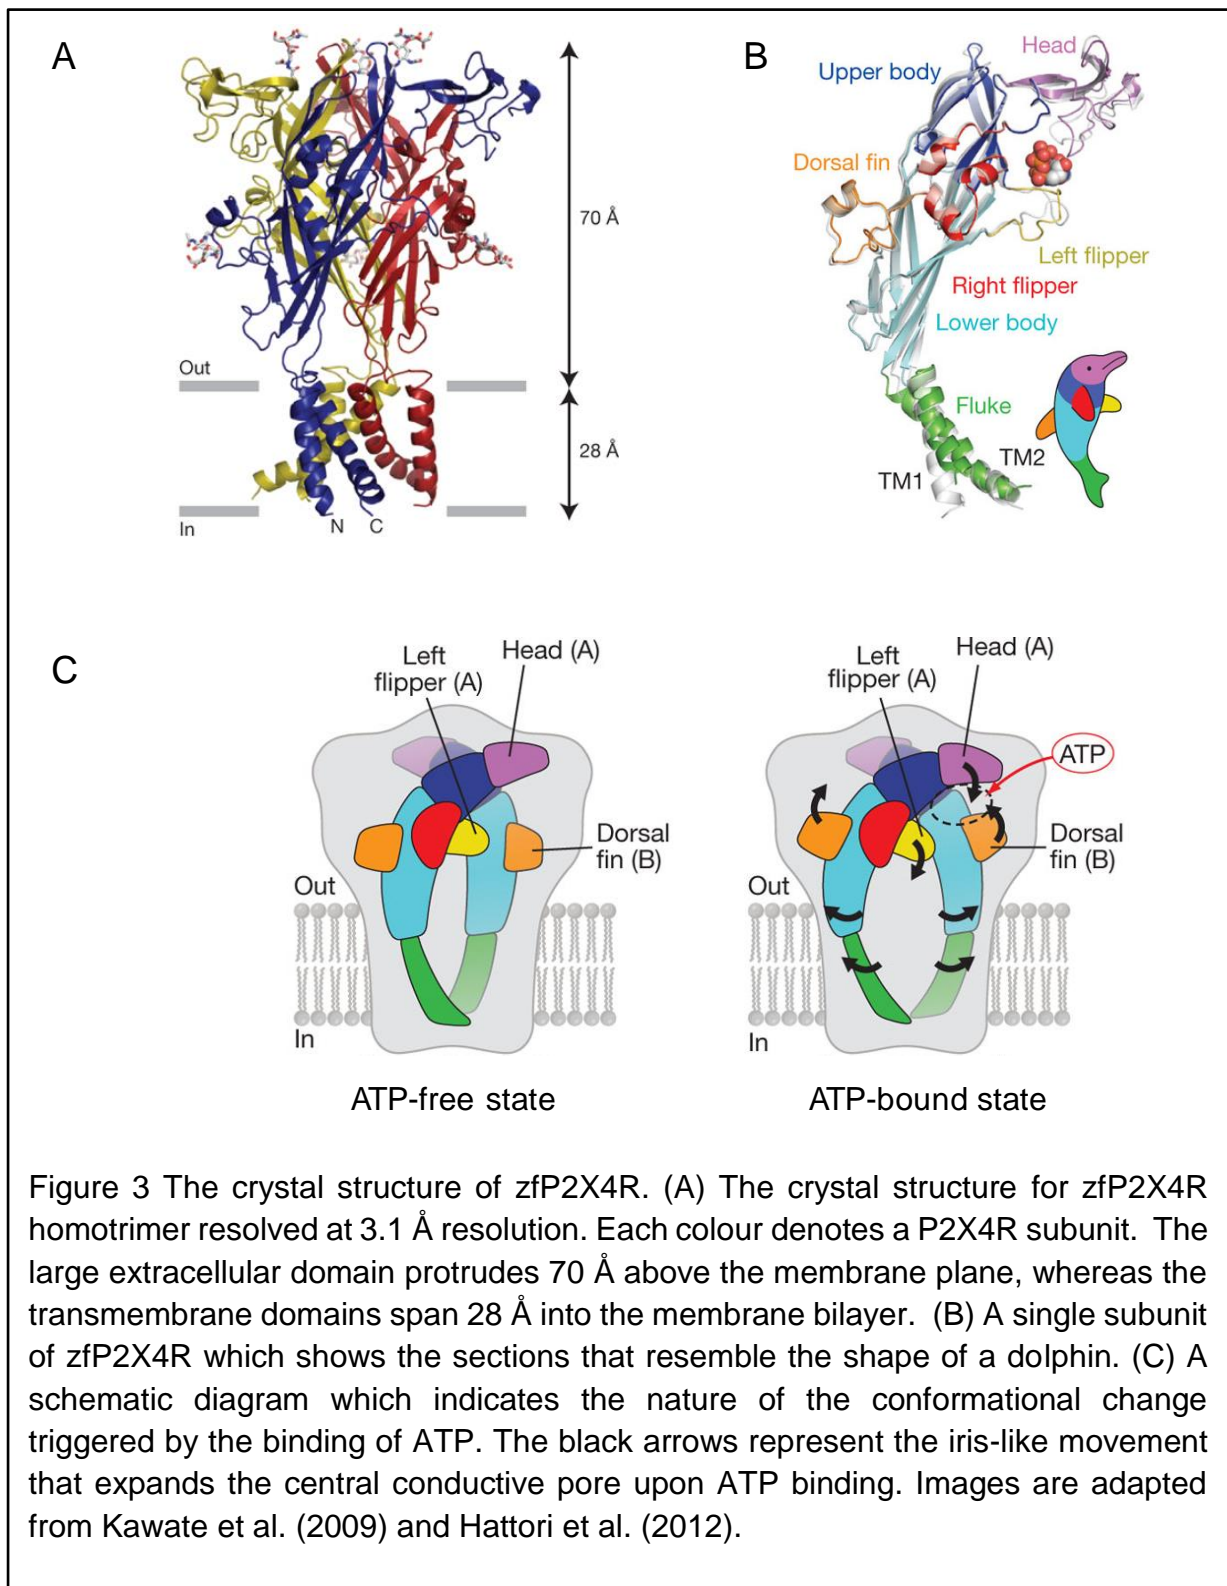 A
70 Å
Out
28 Å
In
N
C
B
Head
Upper body
Dorsal fin
Left flipper
Right flipper
Lower body
Fluke
TM2
TM1
C
Left
flipper (A)
Head (A)
Dorsal
fin (B)
Out
In
ATP-free state
Left
flipper (A)
Head (A)
ATP
Dorsal
fin (B)
Out
In
ATP-bound state
Figure 3 The crystal structure of zfP2X4R. (A) The crystal structure for zfP2X4R
homotrimer resolved at 3.1 Å resolution. Each colour denotes a P2X4R subunit. The
large extracellular domain protrudes 70 Å above the membrane plane, whereas the
transmembrane domains span 28 Å into the membrane bilayer. (B) A single subunit
of zfP2X4R which shows the sections that resemble the shape of a dolphin. (C) A
schematic diagram which indicates the nature of the conformational change
triggered by the binding of ATP. The black arrows represent the iris-like movement
that expands the central conductive pore upon ATP binding. Images are adapted
from Kawate et al. (2009) and Hattori et al. (2012).